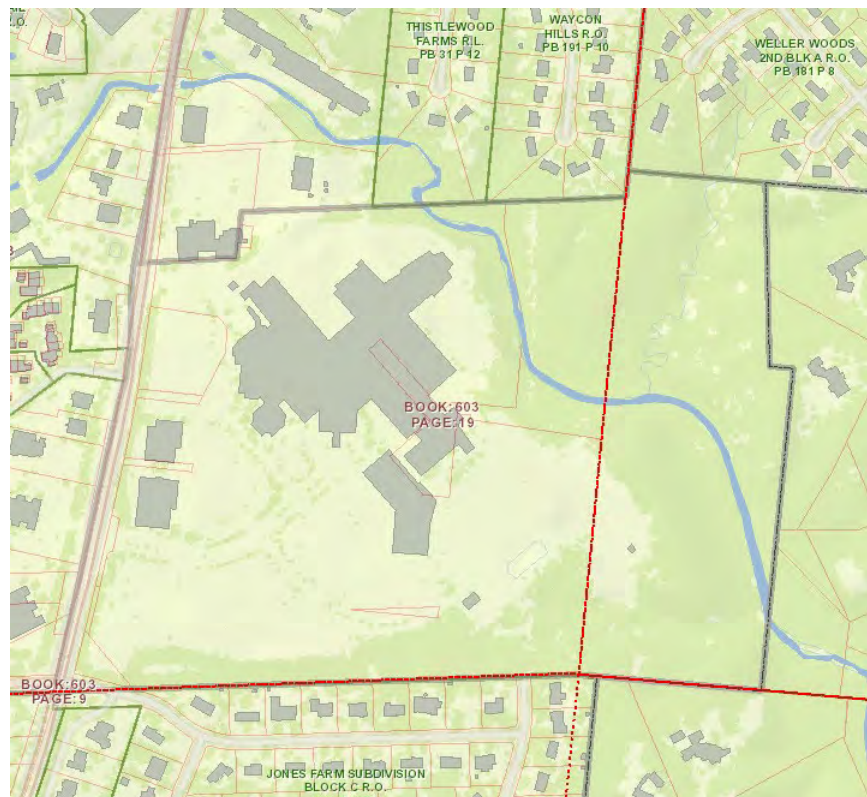 R.O.
THISTLEWOOD
FARMS R.L.
PB 31 P 12
WAYCON
HILLS R.O.
PB 191 P 10
WELLER WOODS
2ND BLK A R.O.
PB 181 P 8
BOOK: 603
PAGE: 19
BOOK: 603
PAGE: 9
JONES FARM SUBDIVISION
BLOCK C R.O.